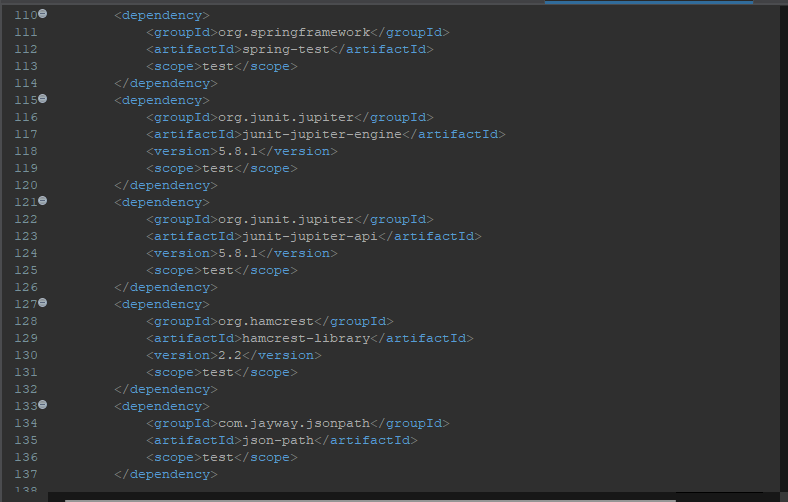 110 <dependency>
111 <groupId>org.springframework</groupId>
112 <artifactId>spring-test</artifactId>
113 <scope>test</scope>
114 </dependency>
115 <dependency>
116 <groupId>org.junit.jupiter</groupId>
117 <artifactId>junit-jupiter-engine</artifactId>
118 <version>5.8.1</version>
119 <scope>test</scope>
120 </dependency>
121 <dependency>
122 <groupId>org.junit.jupiter</groupId>
123 <artifactId>junit-jupiter-api</artifactId>
124 <version>5.8.1</version>
125 <scope>test</scope>
126 </dependency>
127 <dependency>
128 <groupId>org.hamcrest</groupId>
129 <artifactId>hamcrest-library</artifactId>
130 <version>2.2</version>
131 <scope>test</scope>
132 </dependency>
133 <dependency>
134 <groupId>com.jayway.jsonpath</groupId>
135 <artifactId>json-path</artifactId>
136 <scope>test</scope>
137 </dependency>
138